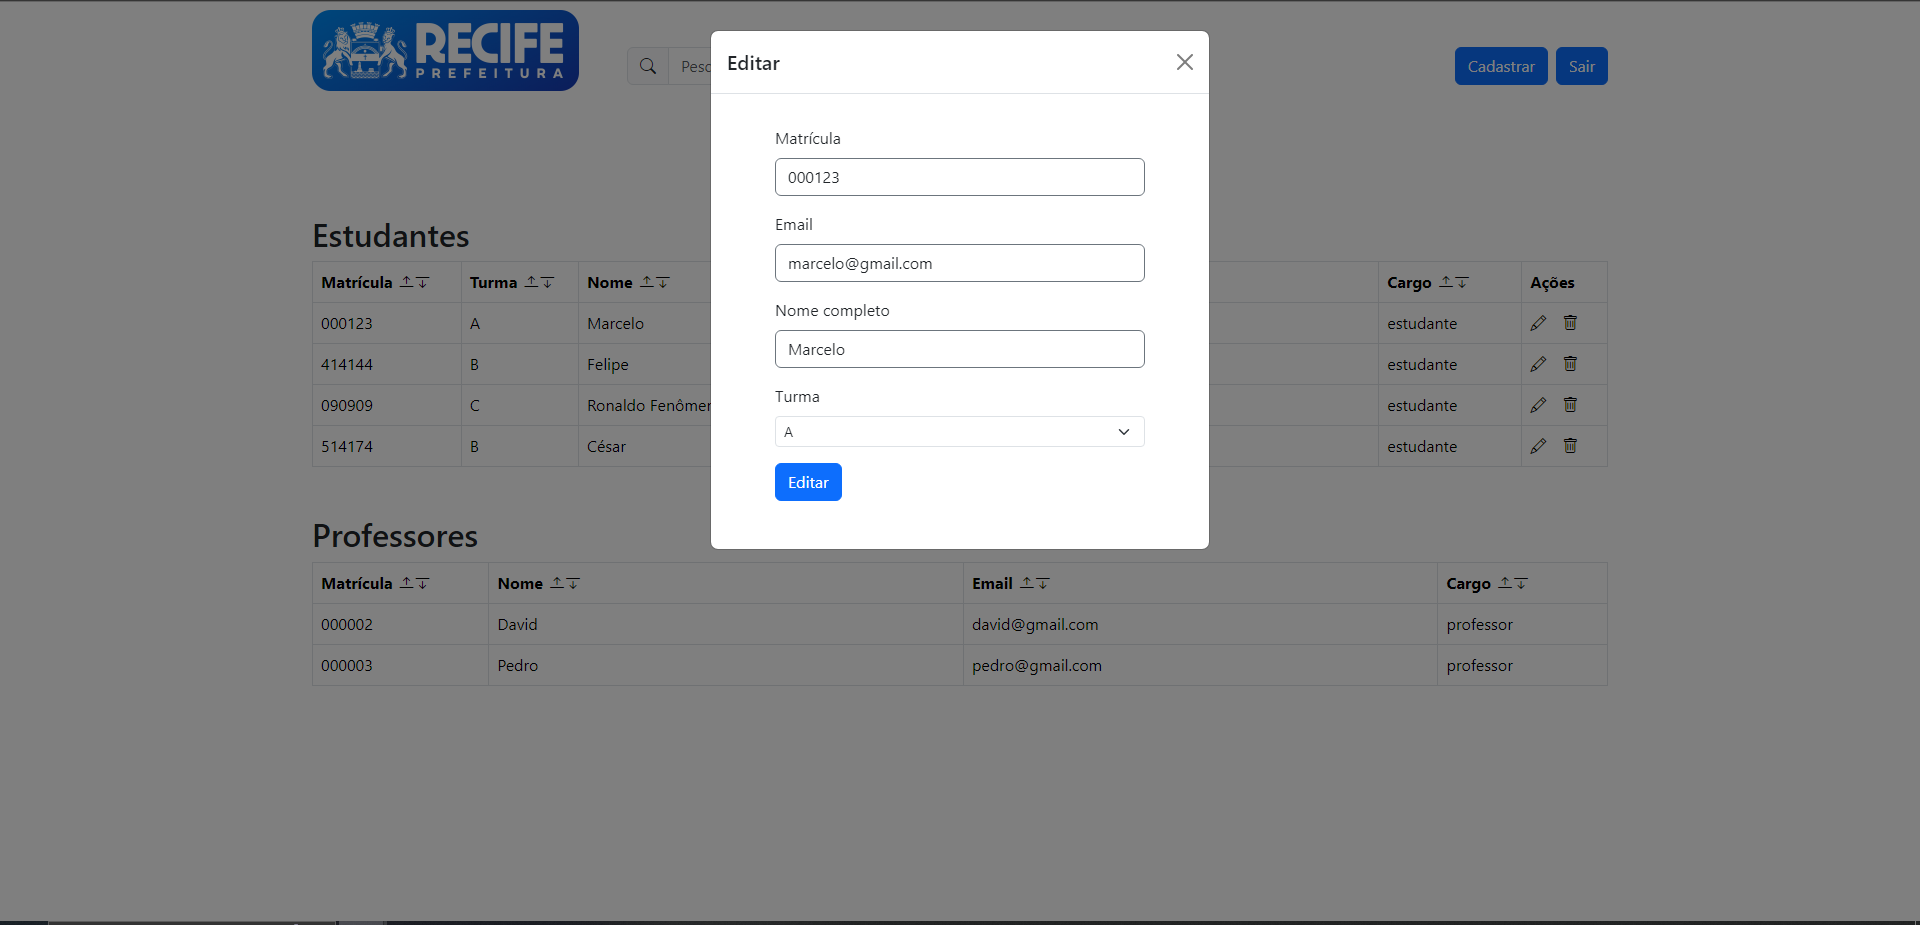 RECIFE
PREFEITURA
Cadastrar
Sair
Editar
Matrícula
000123
Email
marcelo@gmail.com
Nome completo
Marcelo
Turma
A
Editar
Estudantes
Matrícula Turma Nome Cargo Ações
000123 A Marcelo estudante
414144 B Felipe estudante
090909 C Ronaldo estudante
514174 B César estudante
Professores
Matrícula Nome Email Cargo
000002 David david@gmail.com professor
000003 Pedro pedro@gmail.com professor